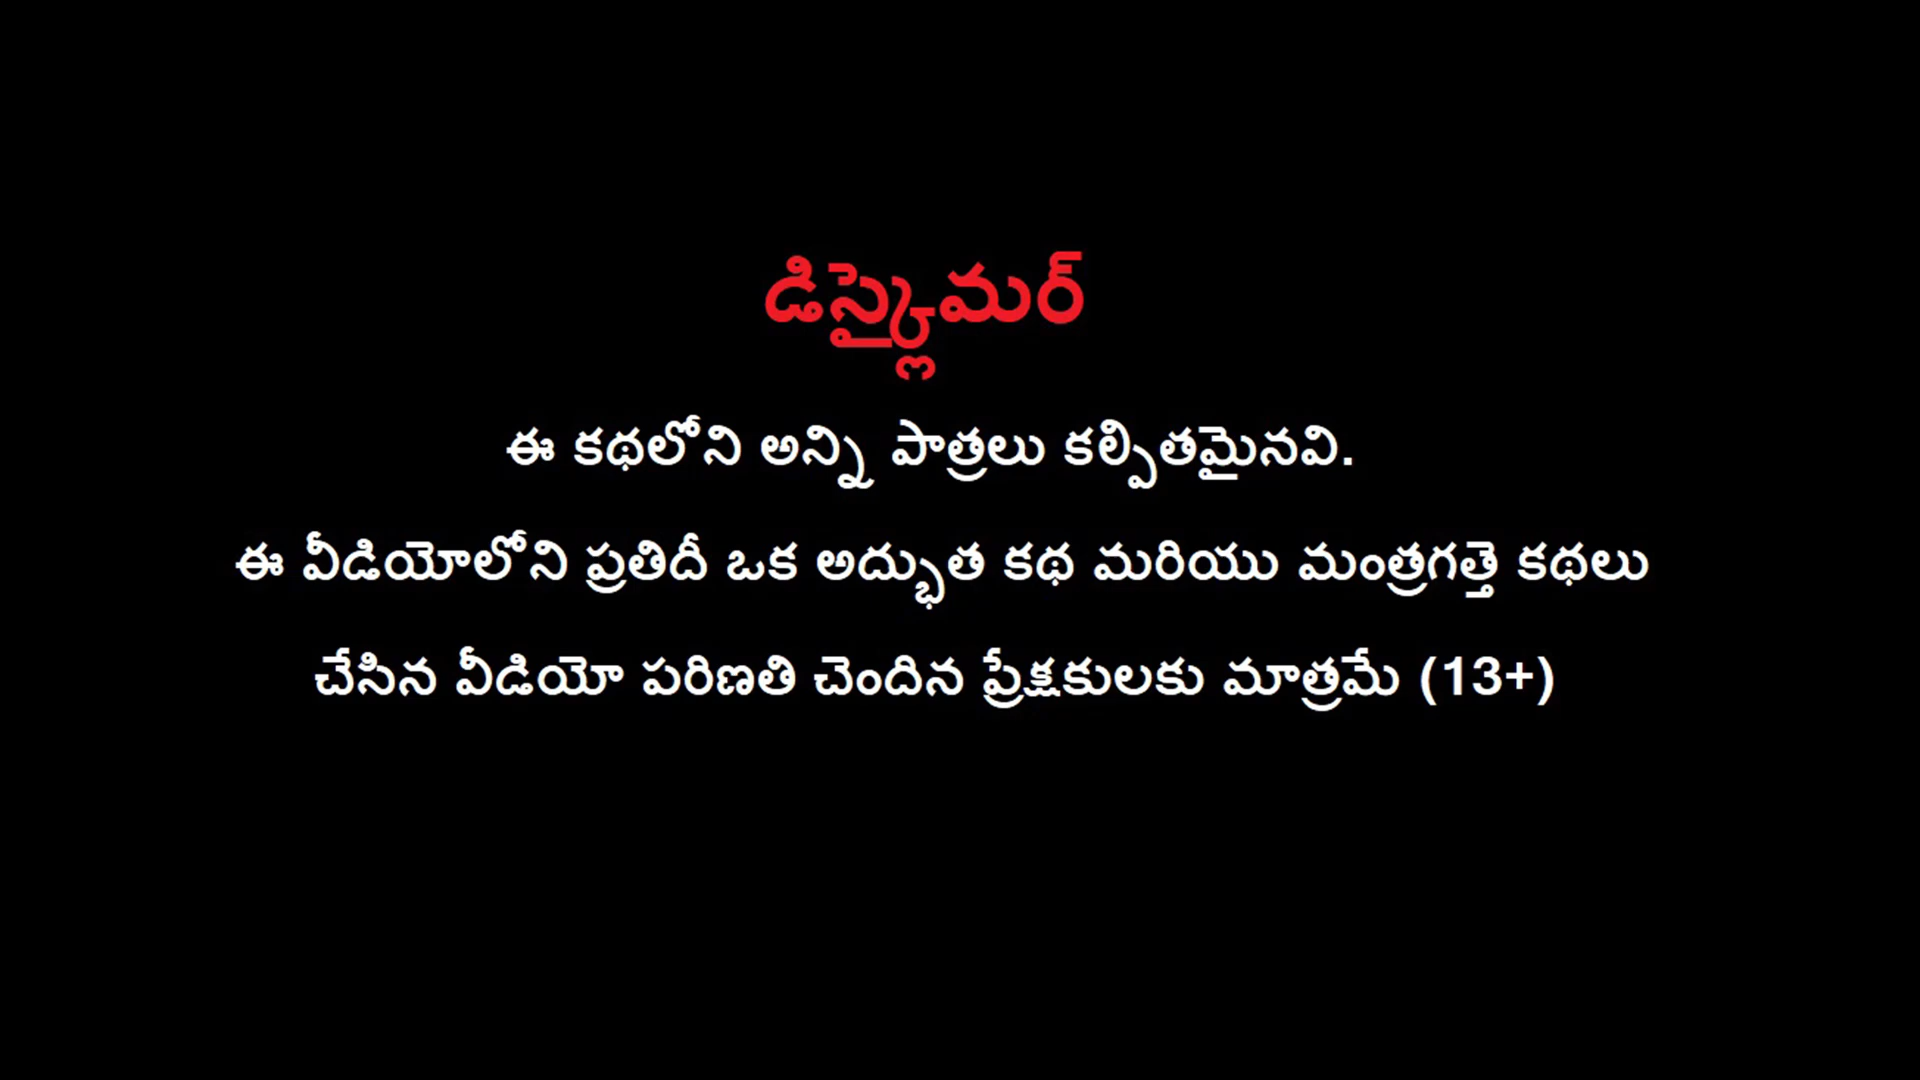 డిస్క్లైమర్
ఈ కథలోని అన్ని పాత్రలు కల్పితమైనవి.
ఈ వీడియోలోని ప్రతిదీ ఒక అద్భుత కథ మరియు మంత్రగత్తె కథలు
చేసిన వీడియో పరిణతి చెందిన ప్రేక్షకులకు మాత్రమే (13+)